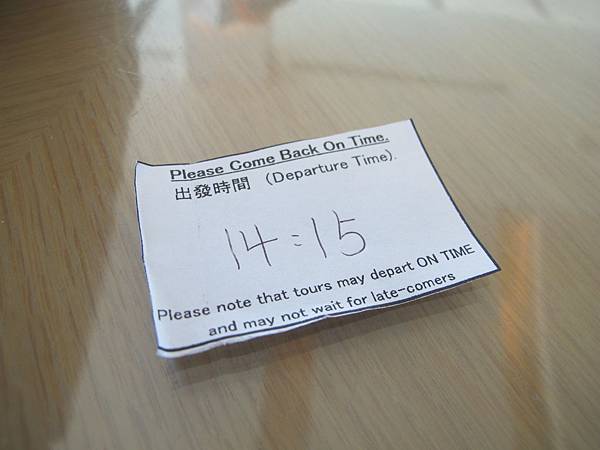 Please Come Back On Time.
出發時間 (Departure Time).
14:15
Please note that tours may depart ON TIME
and may not wait for late-comers